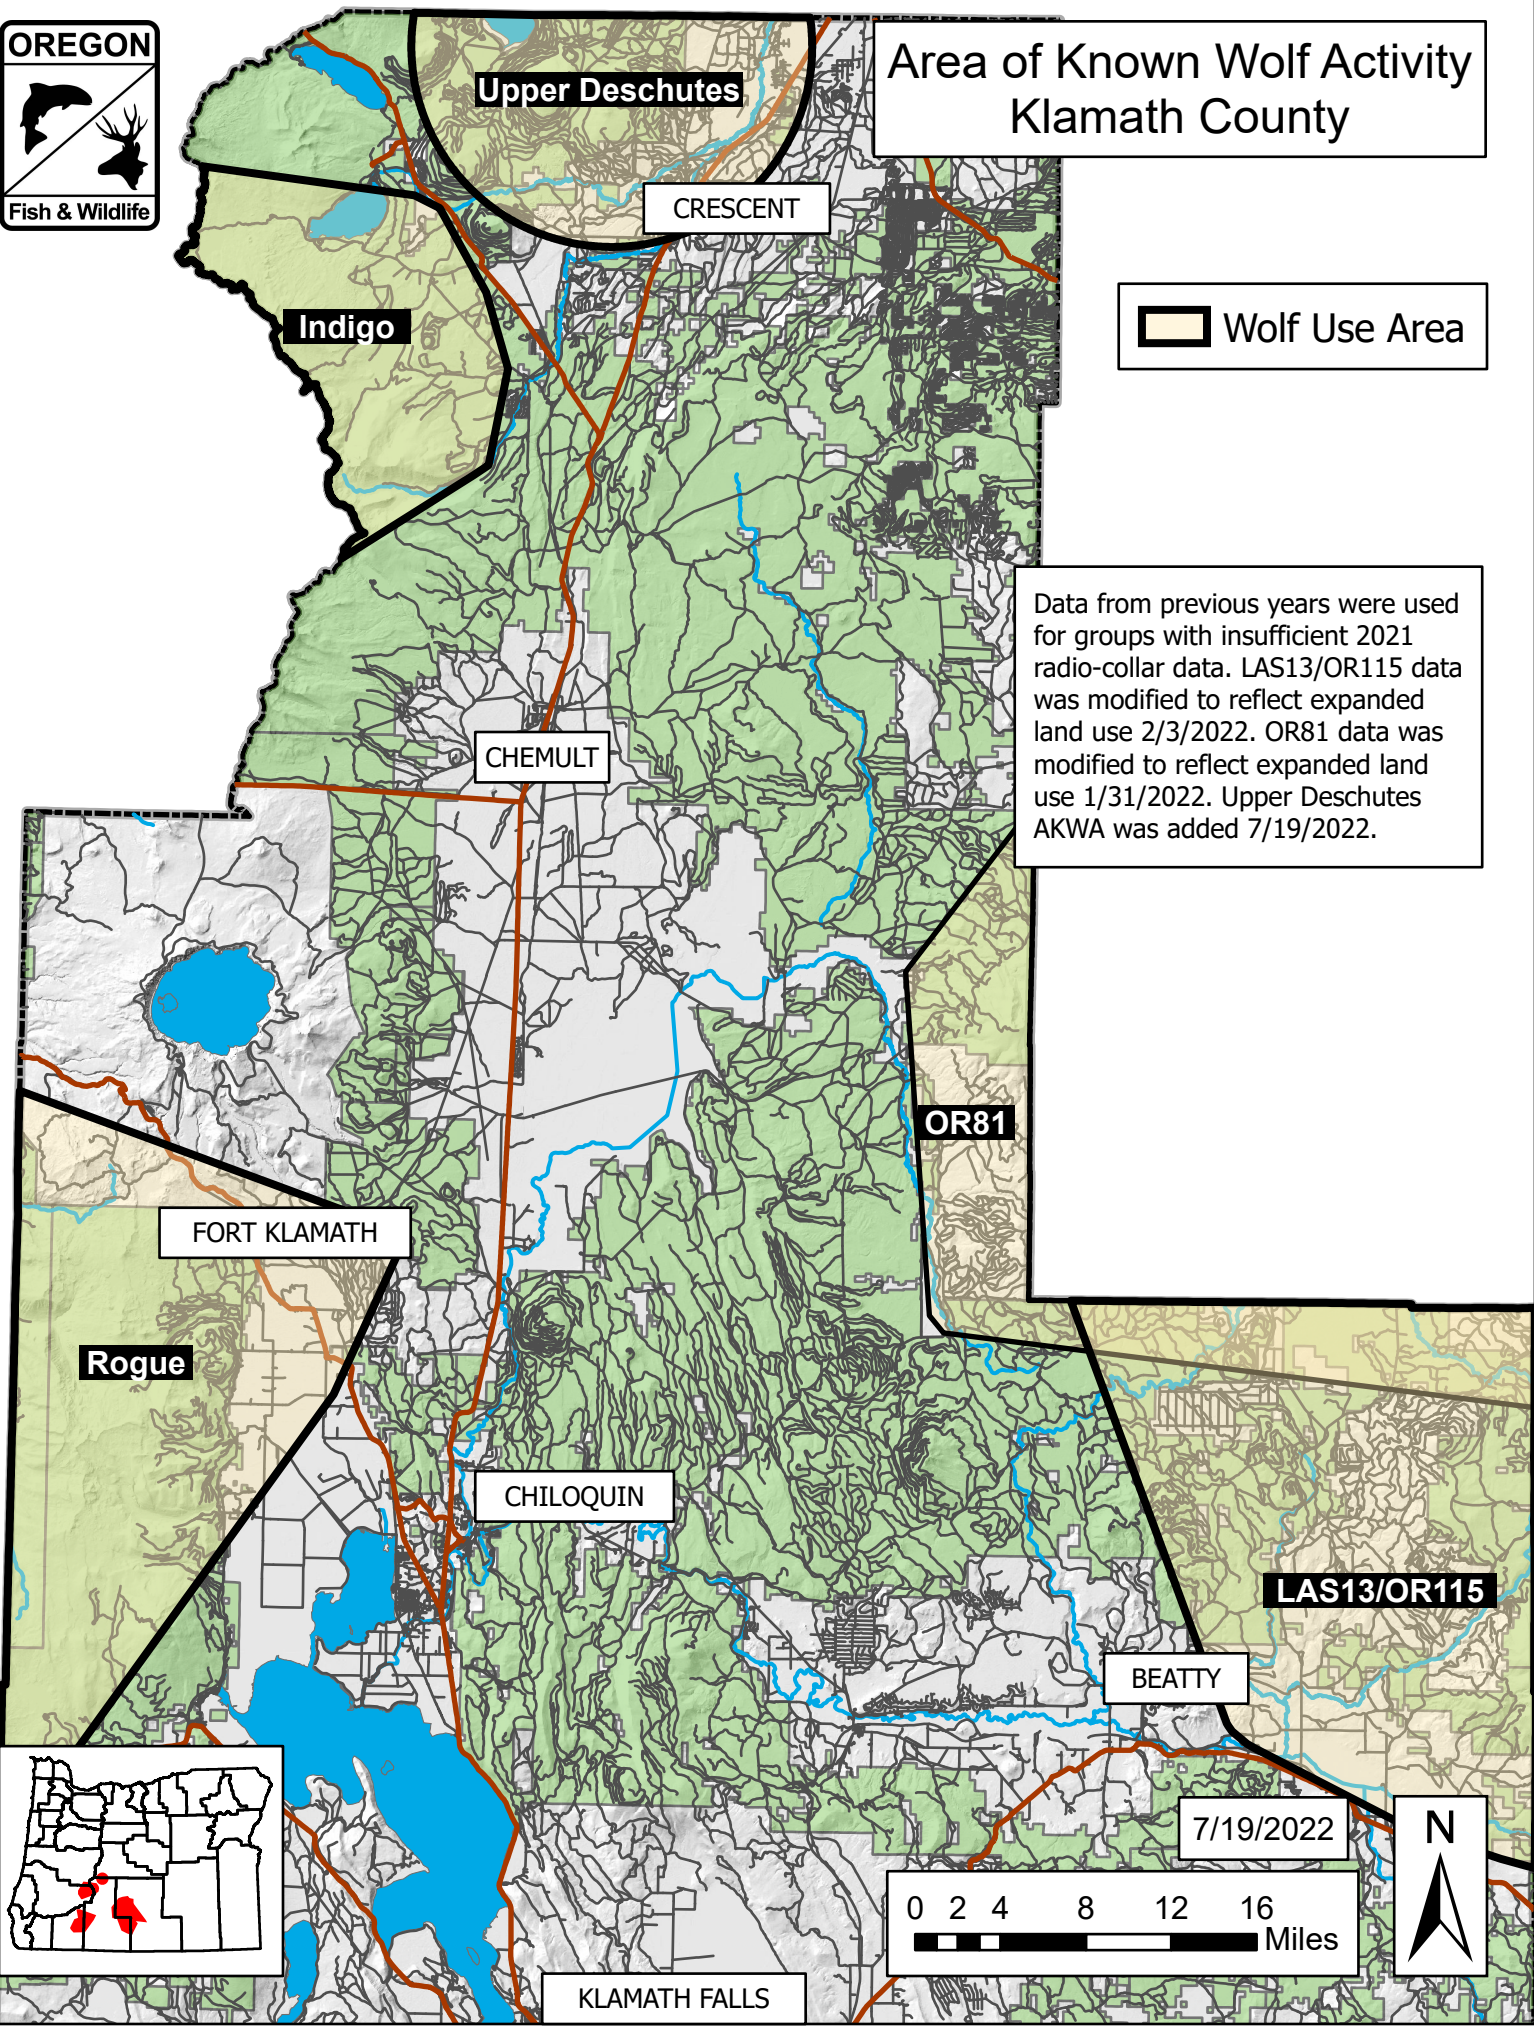 OREGON
Fish & Wildlife
Area of Known Wolf Activity
Klamath County
Upper Deschutes
CRESCENT
Indigo
Wolf Use Area
Data from previous years were used
for groups with insufficient 2021
radio-collar data. LAS13/OR115 data
was modified to reflect expanded
land use 2/3/2022. OR81 data was
modified to reflect expanded land
use 1/31/2022. Upper Deschutes
AKWA was added 7/19/2022.
CHEMULT
OR81
FORT KLAMATH
Rogue
CHILOQUIN
LAS13/OR115
BEATTY
7/19/2022
N
0 2 4 8 12 16
Miles
KLAMATH FALLS